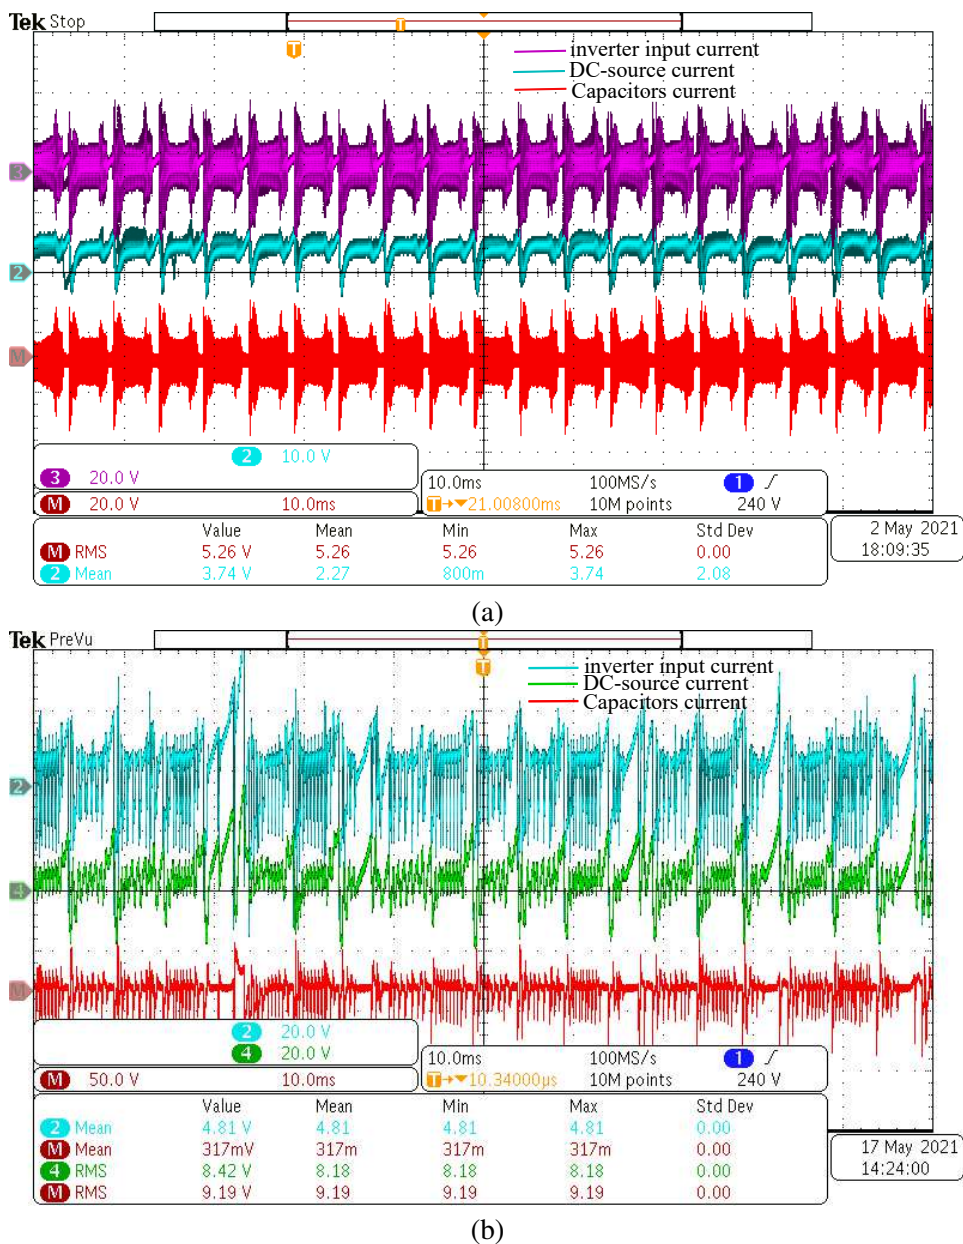 Tek Stop
T
T
inverter input current
DC-source current
Capacitors current
3
2
M
2 10.0 V
3 20.0 V
M 20.0 V 10.0ms
10.0ms 100MS/s 1 ∫
T→▼21.00800ms 10M points 240 V
Value Mean Min Max Std Dev
M RMS 5.26 V 5.26 5.26 5.26 0.00
2 Mean 3.74 V 2.27 800m 3.74 2.08
2 May 2021
18:09:35
(a)
Tek PreVu
T
T
inverter input current
DC-source current
Capacitors current
2
4
M
2 20.0 V
4 20.0 V
M 50.0 V 10.0ms
10.0ms 100MS/s 1 ∫
T→▼10.34000µs 10M points 240 V
Value Mean Min Max Std Dev
2 Mean 4.81 V 4.81 4.81 4.81 0.00
M Mean 317mV 317m 317m 317m 0.00
4 RMS 8.42 V 8.18 8.18 8.18 0.00
M RMS 9.19 V 9.19 9.19 9.19 0.00
17 May 2021
14:24:00
(b)